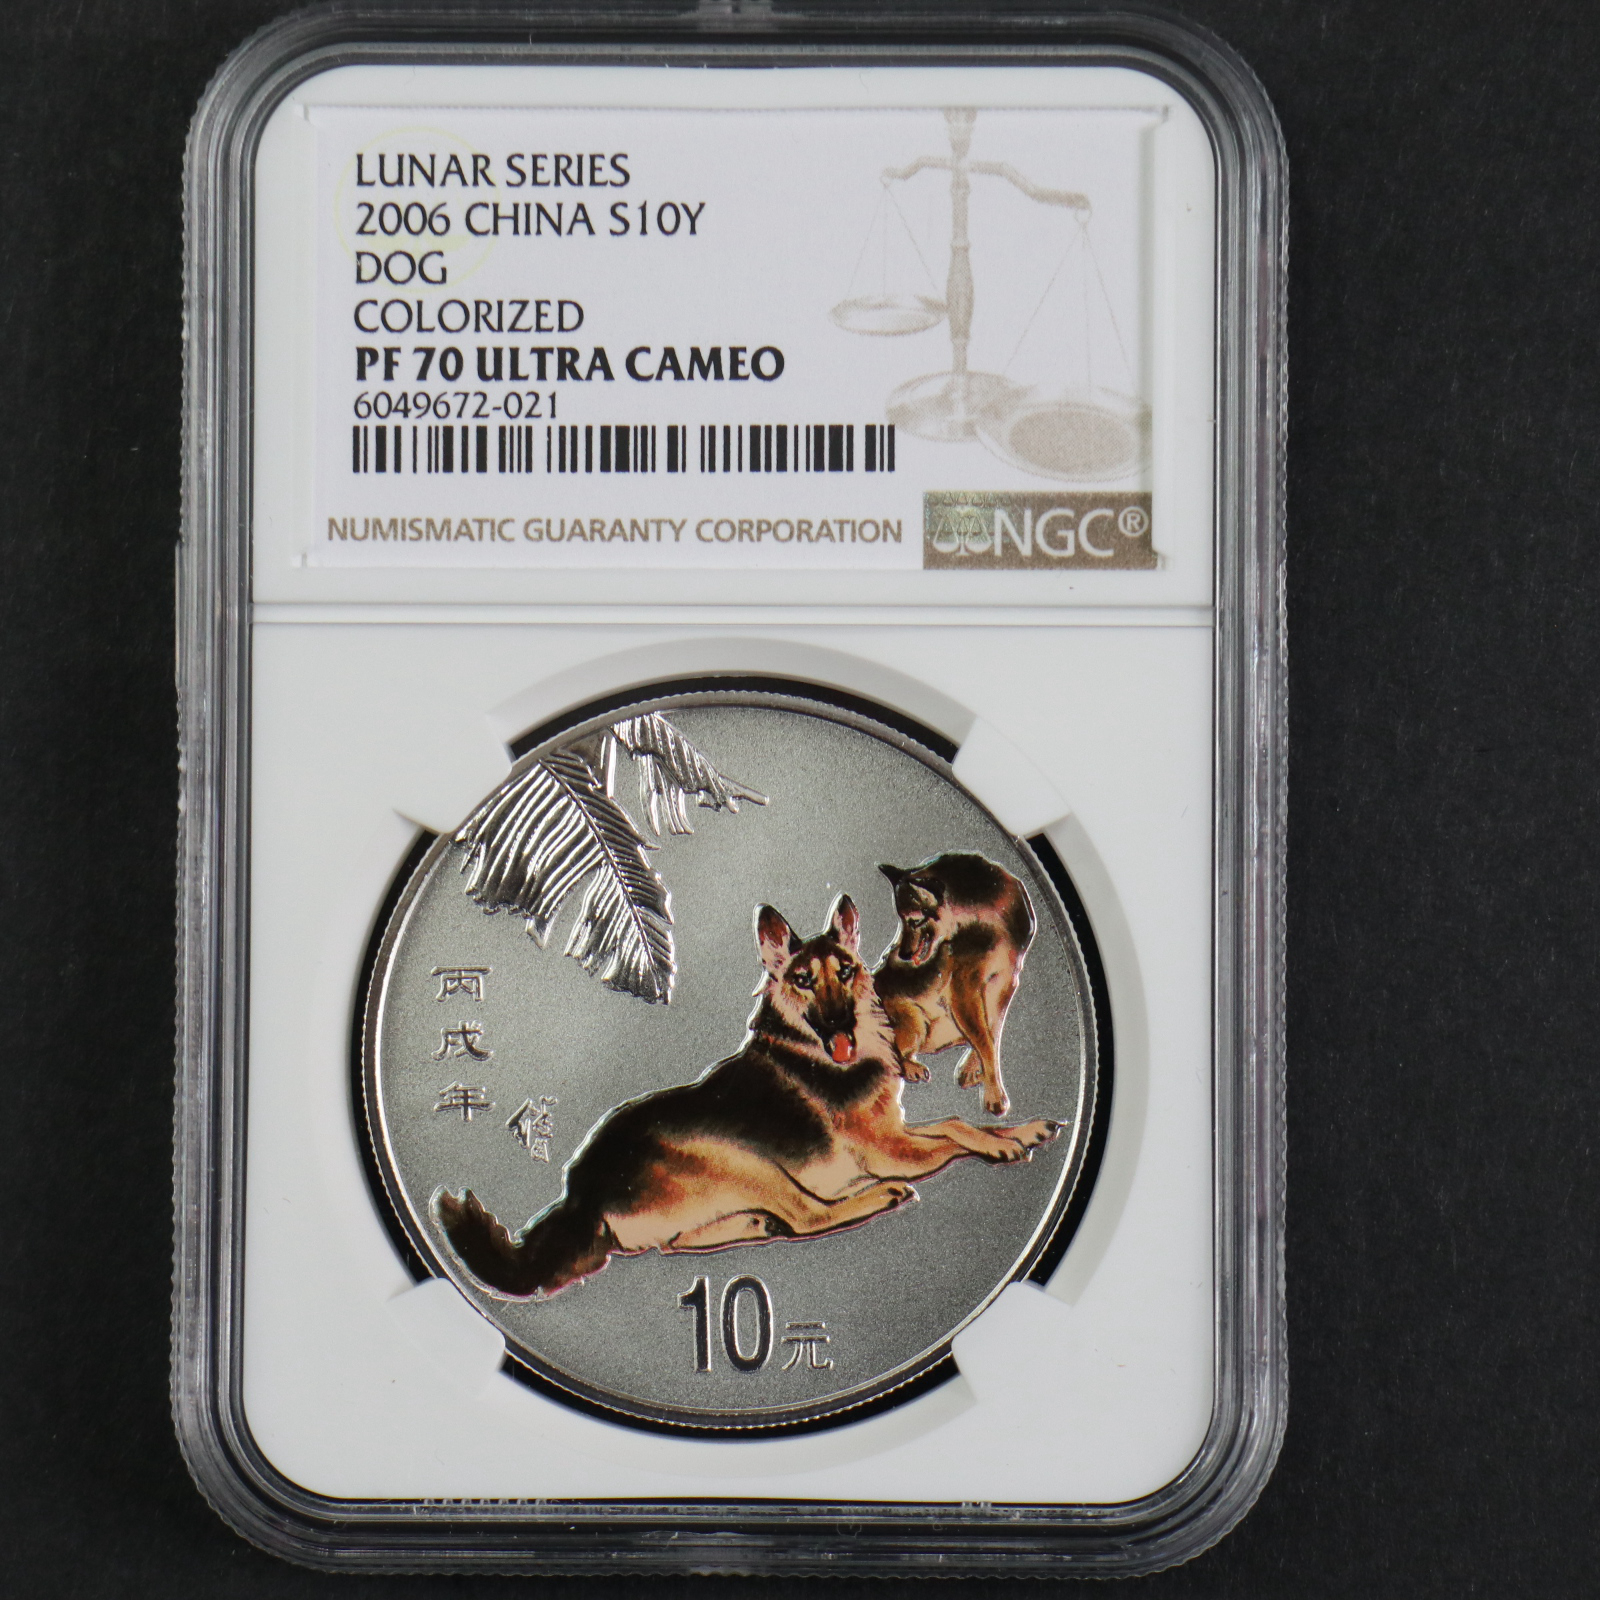 LUNAR SERIES
2006 CHINA S10Y
DOG
COLORIZED
PF 70 ULTRA CAMEO
6049672-021
NUMISMATIC GUARANTY CORPORATION
NGC®
丙
戌
年
10元